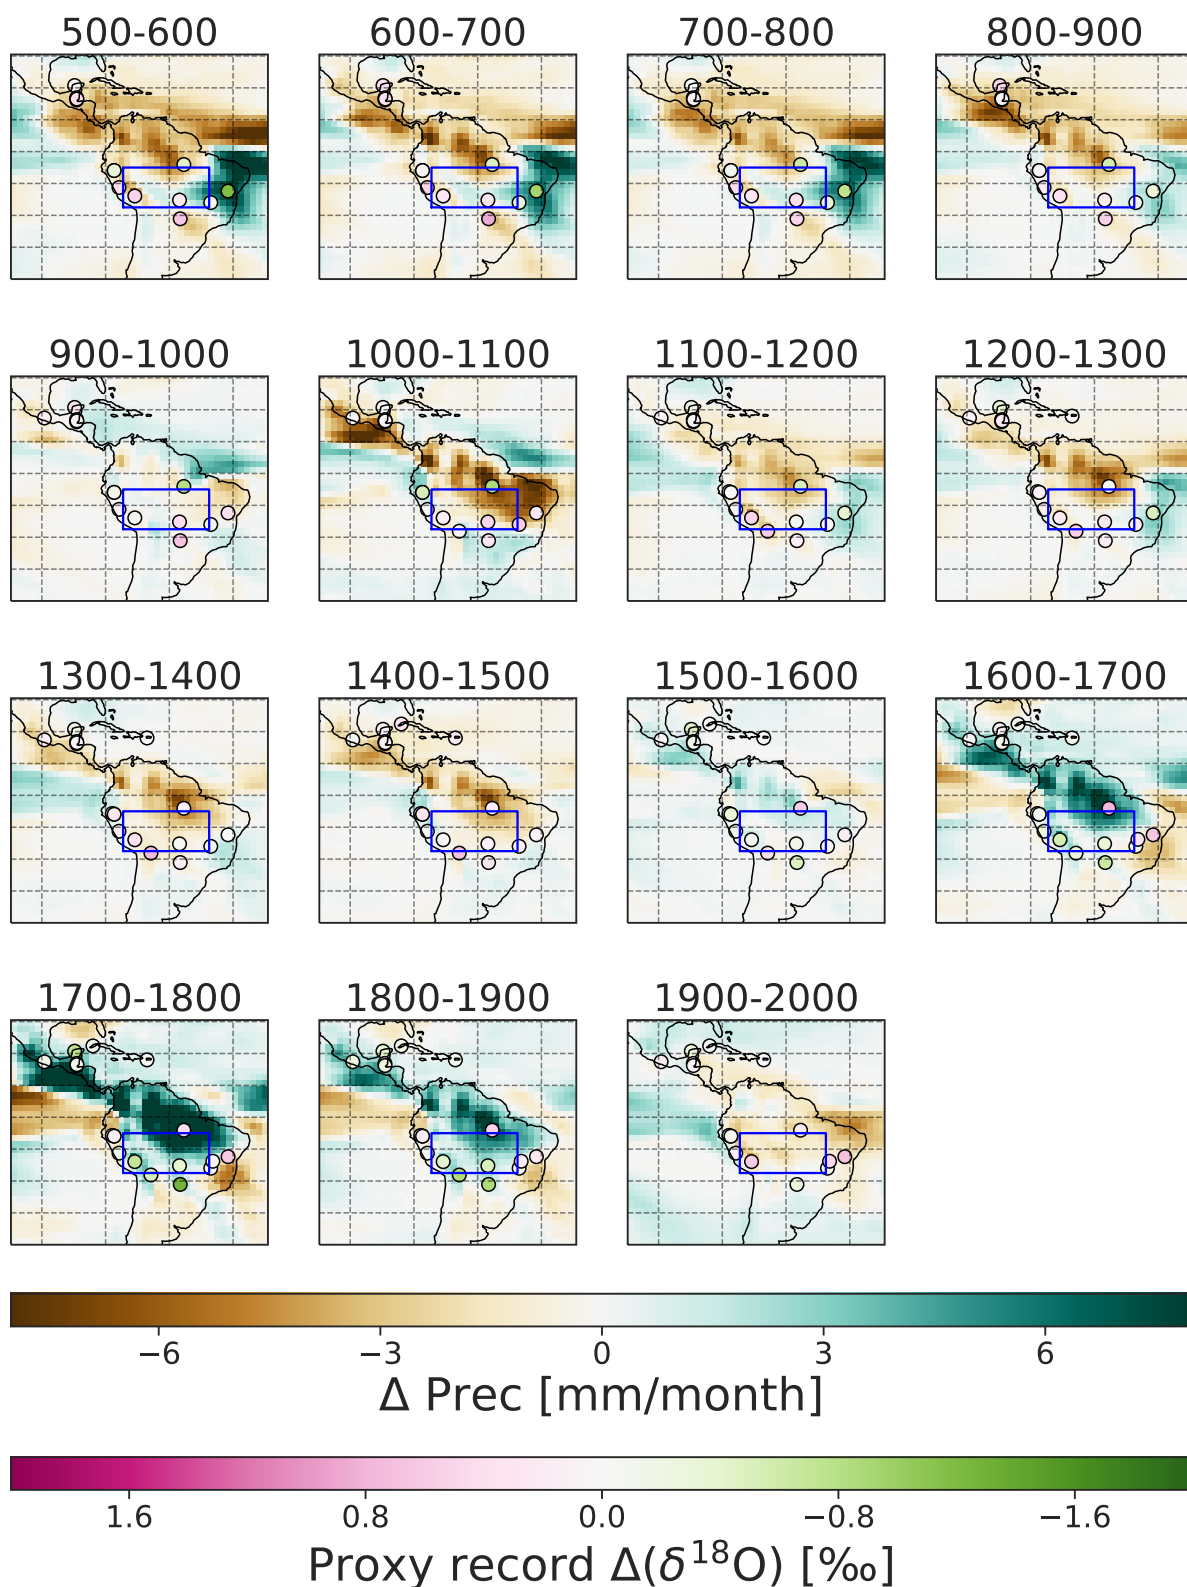 500-600 600-700 700-800 800-900
900-1000 1000-1100 1100-1200 1200-1300
1300-1400 1400-1500 1500-1600 1600-1700
1700-1800 1800-1900 1900-2000
−6 −3 0 3 6
Δ Prec [mm/month]
1.6 0.8 0.0 −0.8 −1.6
Proxy record Δ(δ¹⁸O) [‰]